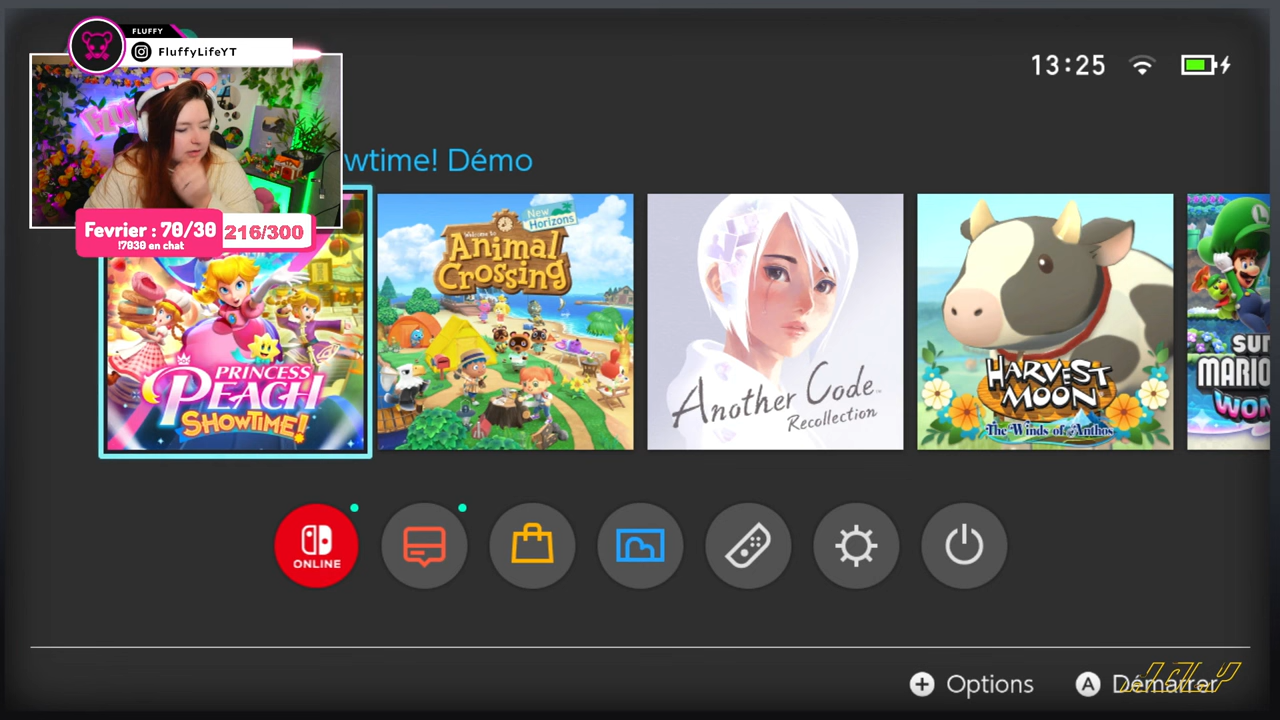 FLUFFY
FluffyLifeYT
13:25
wtime! Démo
Fevrier : 70/30
!7030 en chat
216/300
PRINCESS
PEACH
SHOWTIME!
Welcome to
New
Horizons
Animal
Crossing
Another Code
Recollection
HARVEST
MOON
The Winds of Anthos
L
SU
MARIO
WON
ONLINE
+ Options
A Démarrer